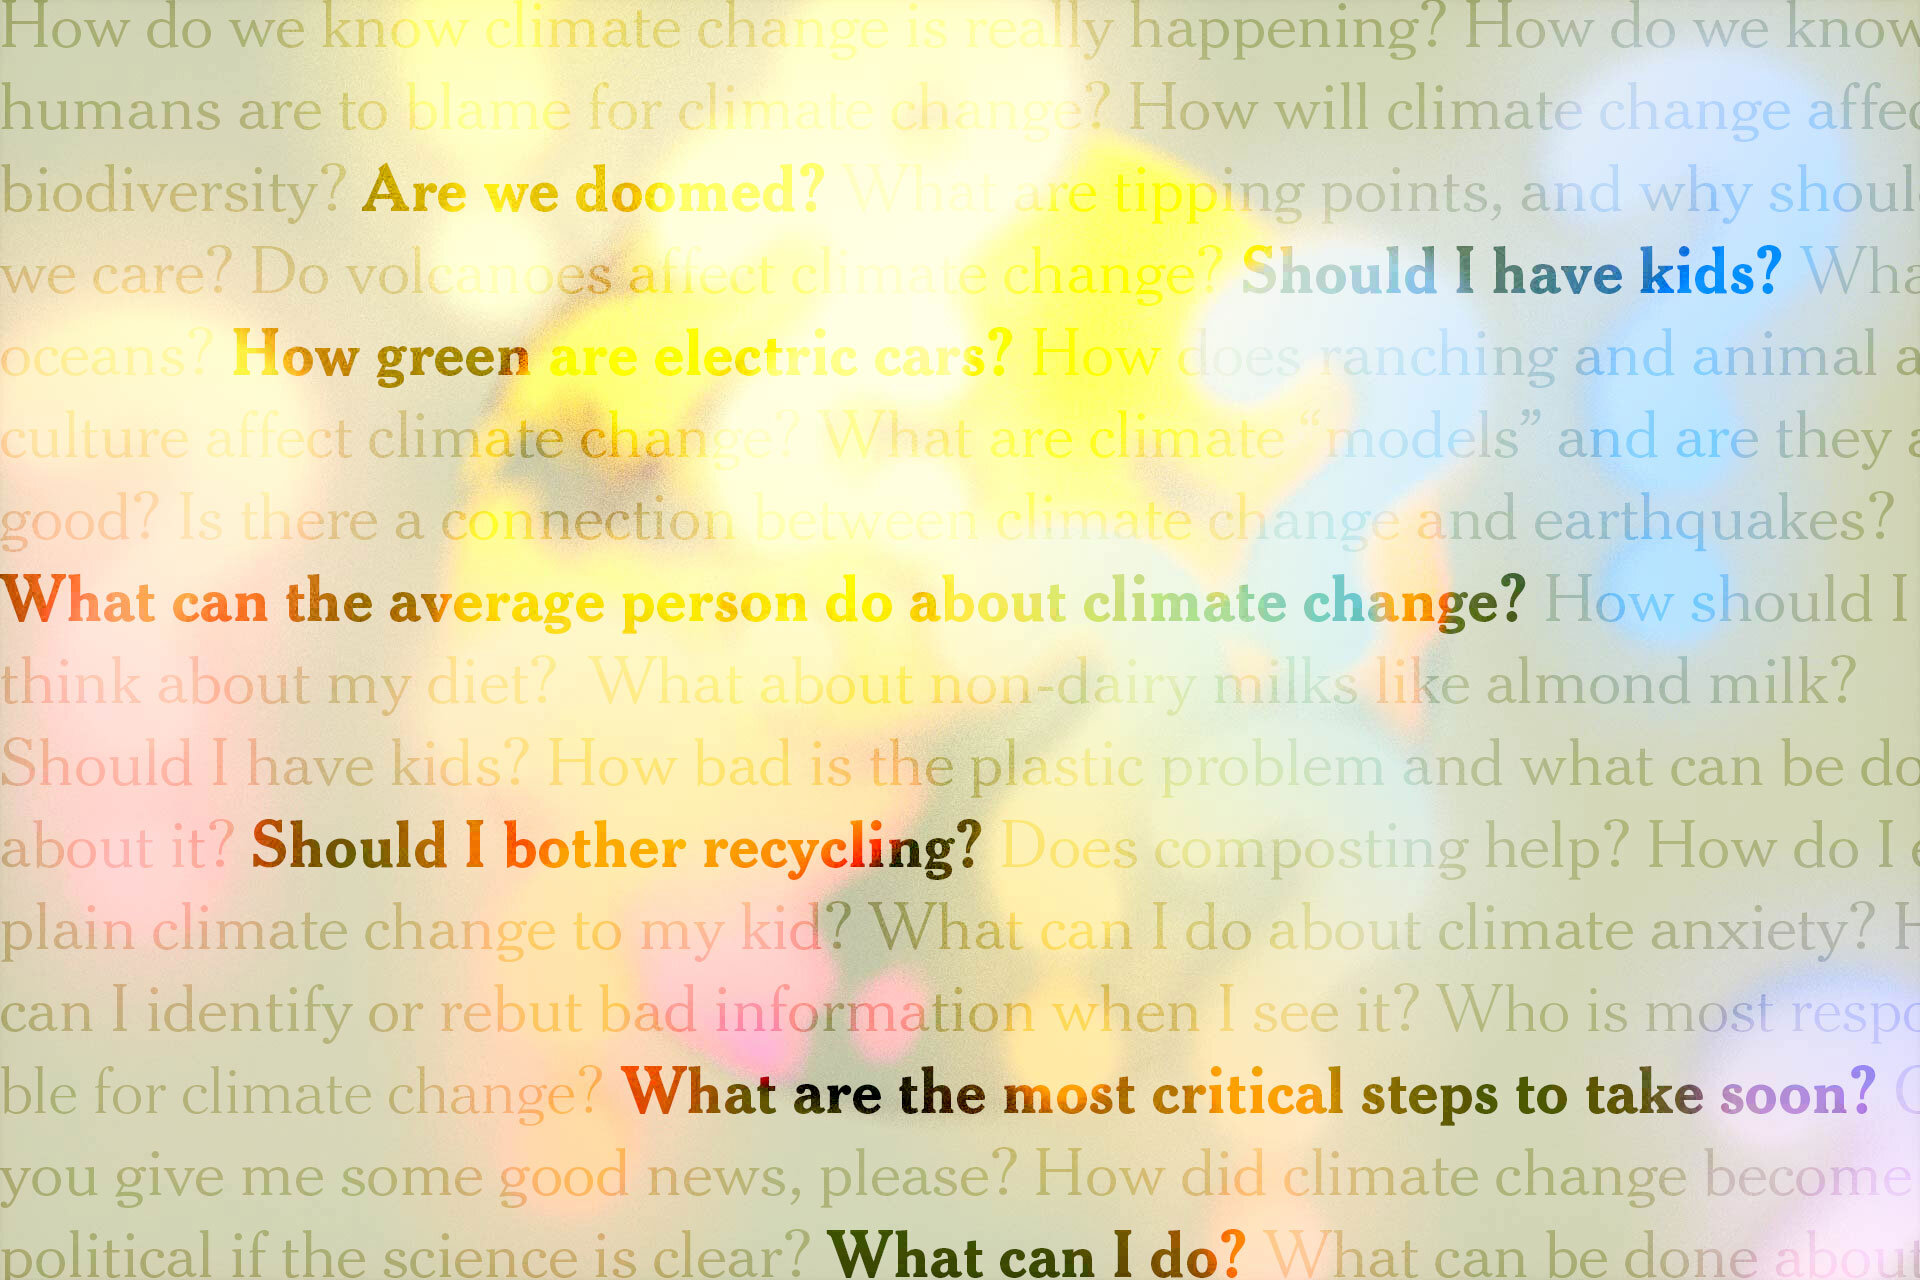 How do we know climate change is really happening? How do we know
humans are to blame for climate change? How will climate change affec
biodiversity? Are we doomed? What are tipping points, and why shoul
we care? Do volcanoes affect climate change? Should I have kids? Wha
oceans? How green are electric cars? How does ranching and animal a
culture affect climate change? What are climate “models” and are they a
good? Is there a connection between climate change and earthquakes?
What can the average person do about climate change? How should I
think about my diet? What about non-dairy milks like almond milk?
Should I have kids? How bad is the plastic problem and what can be do
about it? Should I bother recycling? Does composting help? How do I e
plain climate change to my kid? What can I do about climate anxiety? H
can I identify or rebut bad information when I see it? Who is most respo
ble for climate change? What are the most critical steps to take soon? C
you give me some good news, please? How did climate change become
political if the science is clear? What can I do? What can be done about